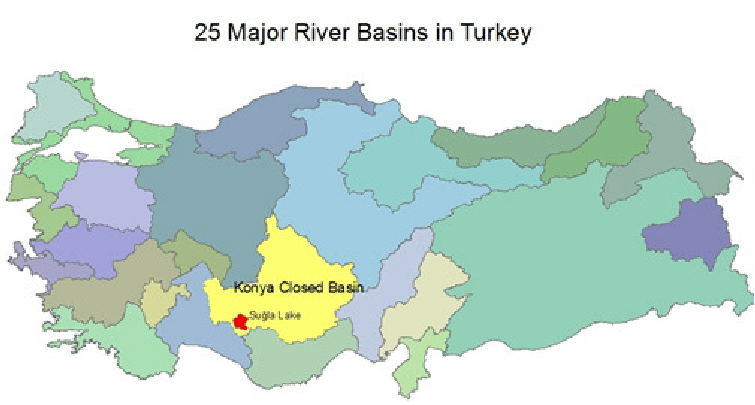 25 Major River Basins in Turkey
Konya Closed Basin
Suğla Lake